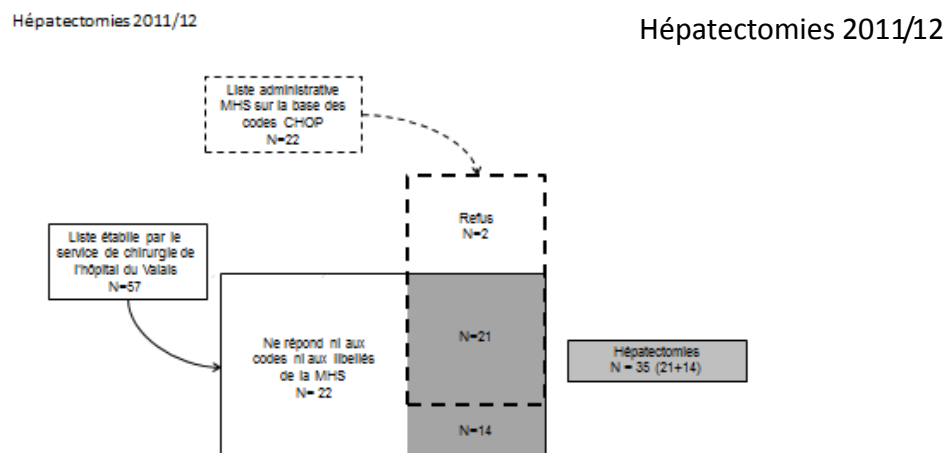 Hépatectomies 2011/12
Hépatectomies 2011/12
Liste administrative
MHS sur la base des
codes CHOP
N=22
Refus
N=2
Liste établie par le
service de chirurgie de
l'hôpital du Valais
N=57
Ne répond ni aux
codes ni aux libellés
de la MHS
N= 22
N=21
Hépatectomies
N = 35 (21+14)
N=14